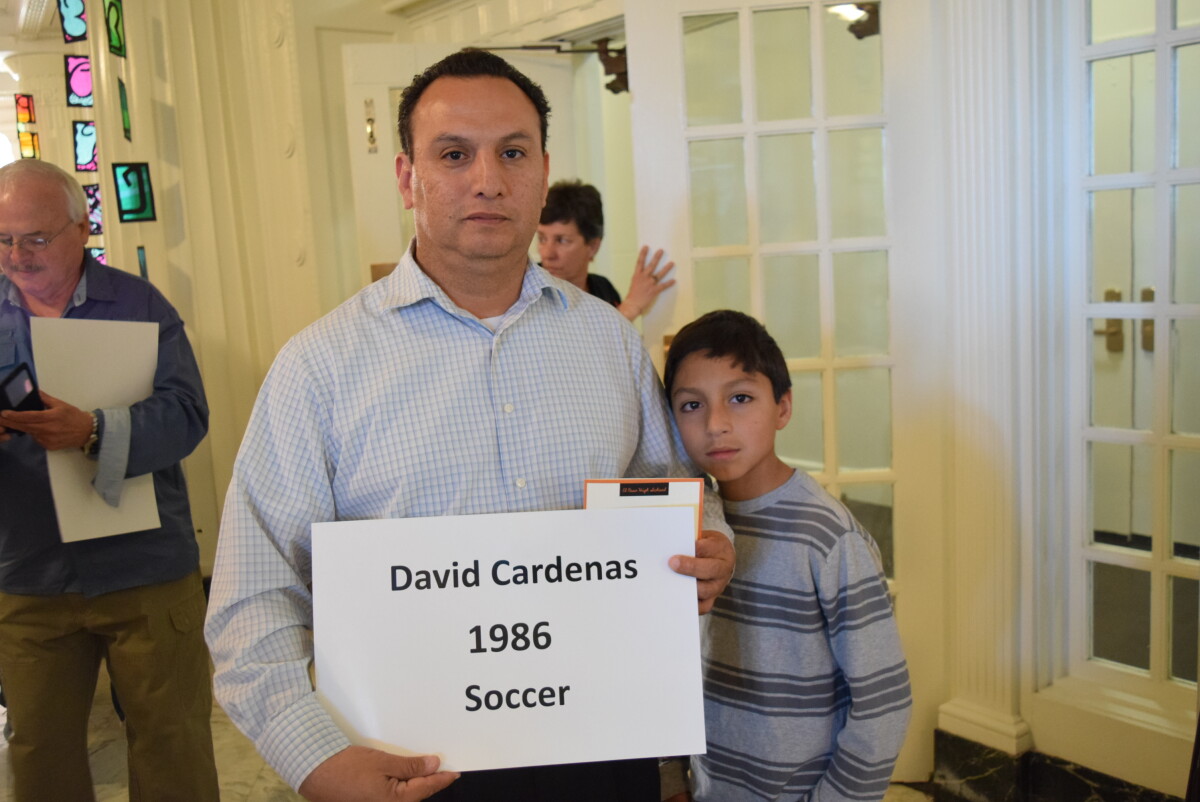 David Cardenas
1986
Soccer